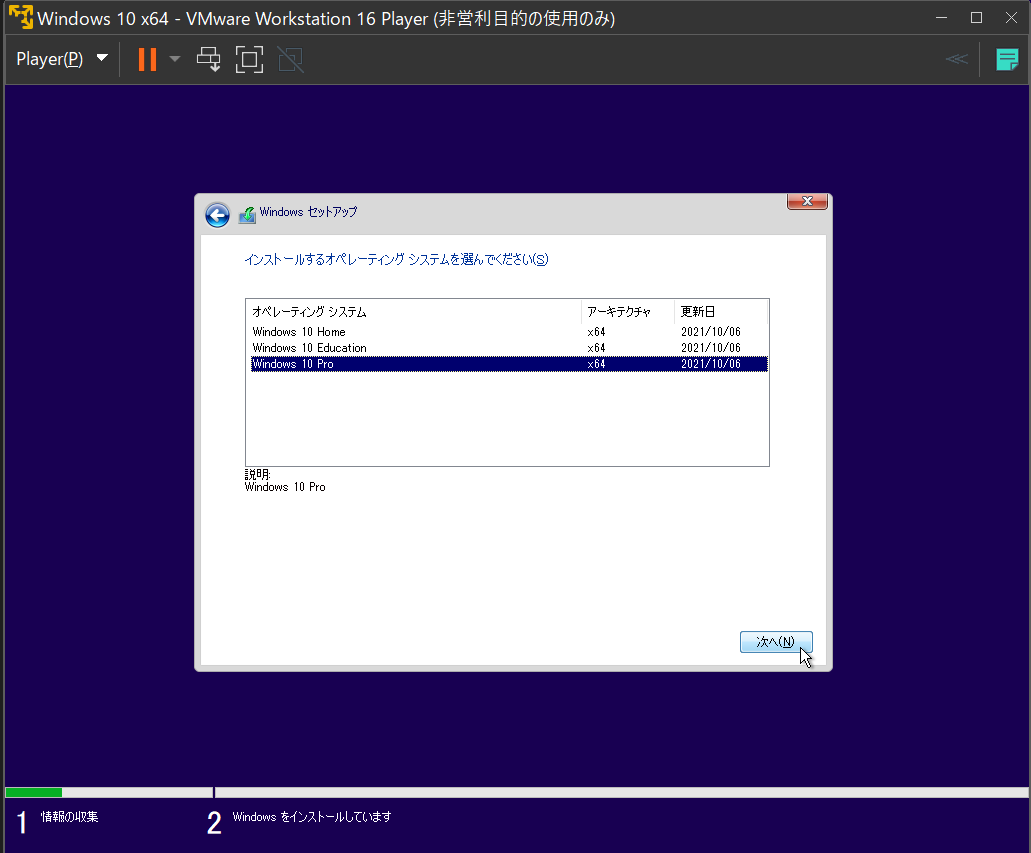 Windows 10 x64 - VMware Workstation 16 Player (非営利目的の使用のみ)
Player(P)
Windows セットアップ
インストールするオペレーティング システムを選んでください(S)
オペレーティング システム アーキテクチャ 更新日
Windows 10 Home x64 2021/10/06
Windows 10 Education x64 2021/10/06
Windows 10 Pro x64 2021/10/06
説明:
Windows 10 Pro
次へ(N)
1 情報の収集 2 Windows をインストールしています